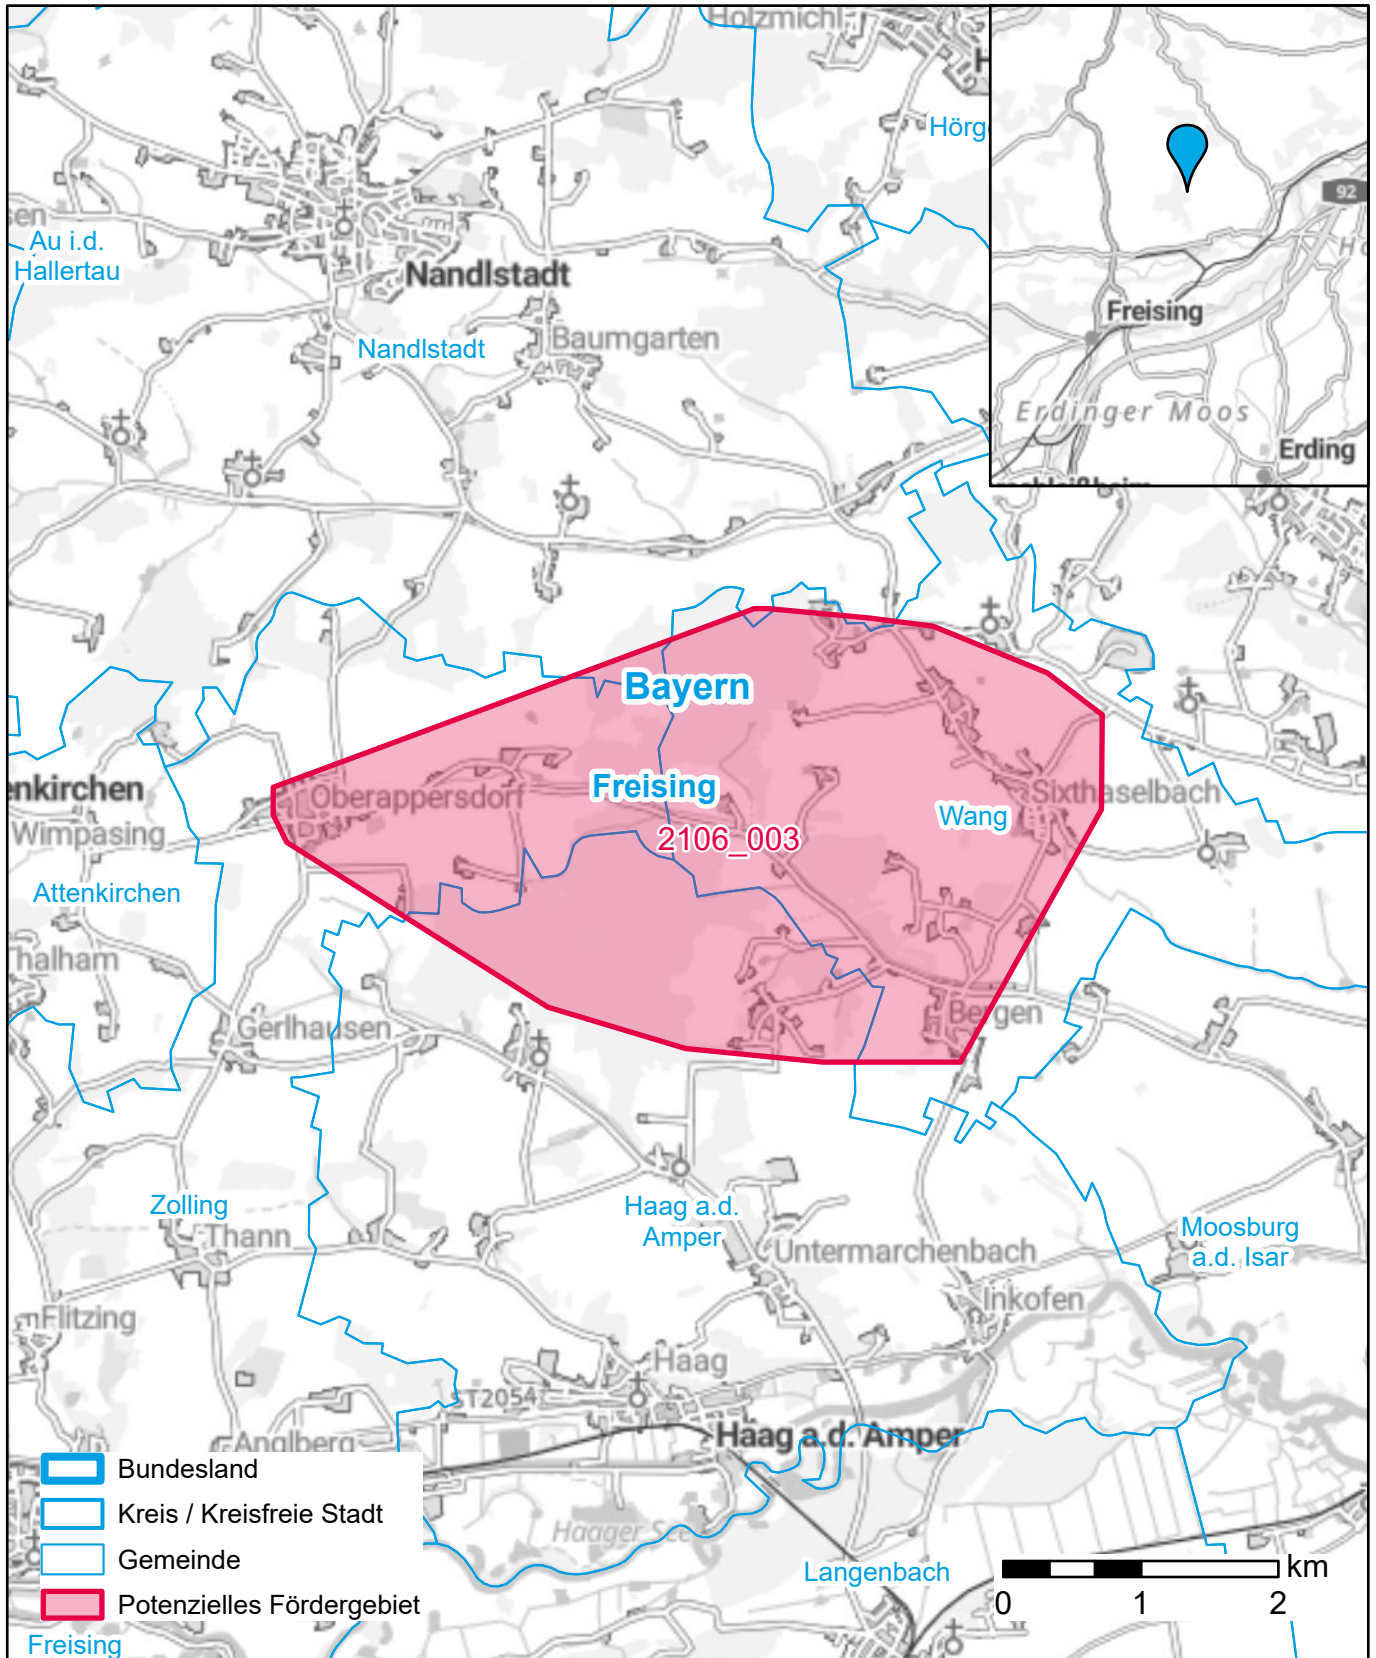 Holzmichl
H
Hörg
sen
Au i.d.
Hallertau
Nandlstadt
Nandlstadt
Baumgarten
92
Freising
Erdinger Moos
Erding
Bayern
Freising
2106_003
Oberappersdorf
Sixthaselbach
Wang
enkirchen
Wimpasing
Attenkirchen
Thalham
Gerlhausen
Bergen
Zolling
Thann
Haag a.d.
Amper
Untermarchenbach
Moosburg
a.d. Isar
Inkofen
Flitzing
Haag
ST2054
Haag a.d. Amper
Anglberg
Haager See
Langenbach
Bundesland
Kreis / Kreisfreie Stadt
Gemeinde
Potenzielles Fördergebiet
Freising
km
0 1 2